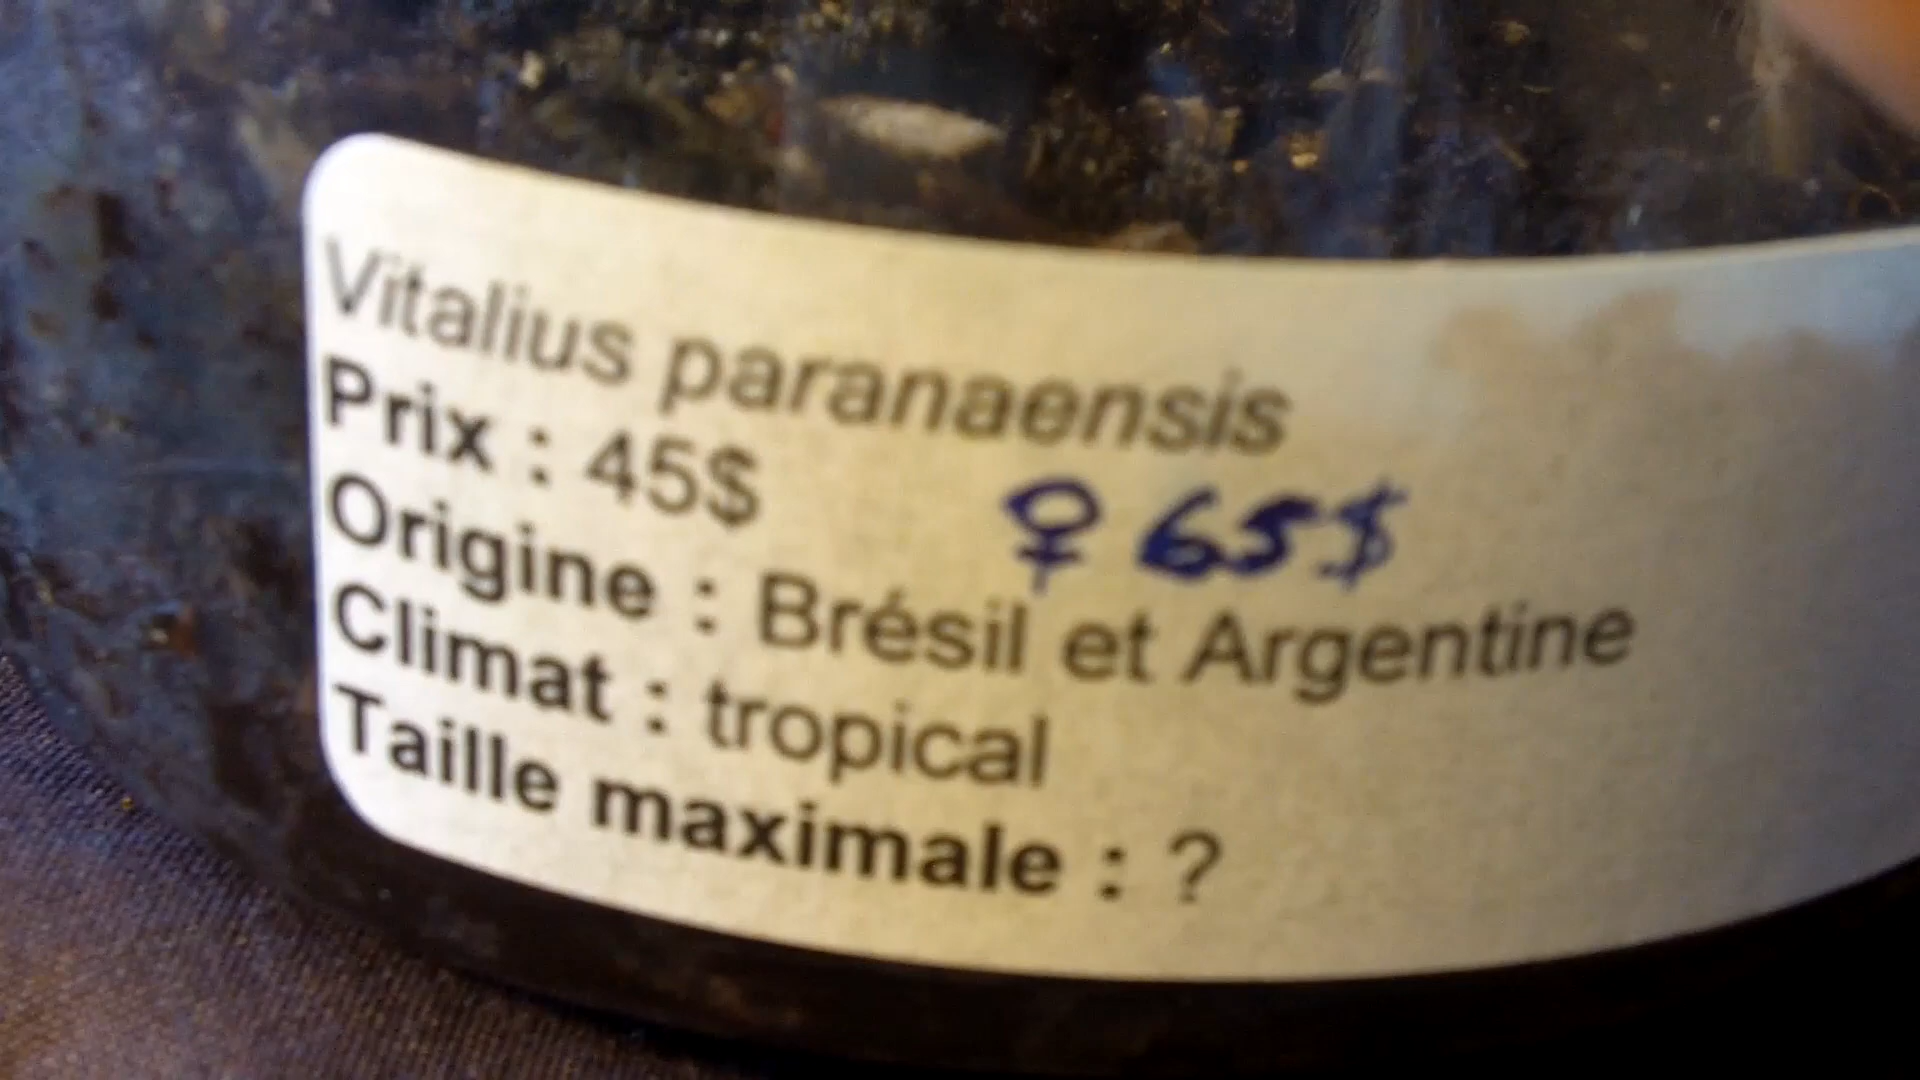 Vitalius paranaensis
Prix : 45$ ♀ 65$
Origine : Brésil et Argentine
Climat : tropical
Taille maximale : ?